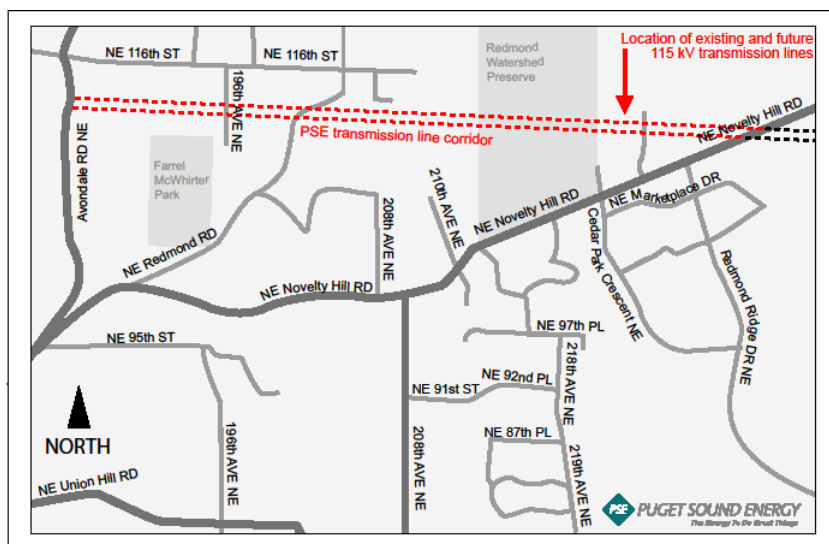 NE 116th ST
NE 116th ST
Redmond
Watershed
Preserve
Location of existing and future
115 kV transmission lines
196th AVE NE
NE Novelty Hill RD
PSE transmission line corridor
Avondale RD NE
Farrel
McWhirter
Park
210th AVE NE
NE Marketplace DR
208th AVE NE
NE Novelty Hill RD
Cedar Park Crescent NE
NE Redmond RD
Redmond Ridge DR NE
NE Novelty Hill RD
NE 95th ST
NE 97th PL
218th AVE NE
NE 92nd PL
NE 91st ST
NORTH
196th AVE NE
208th AVE NE
NE 87th PL
219th AVE NE
NE Union Hill RD
PSE PUGET SOUND ENERGY
The Energy To Do Great Things